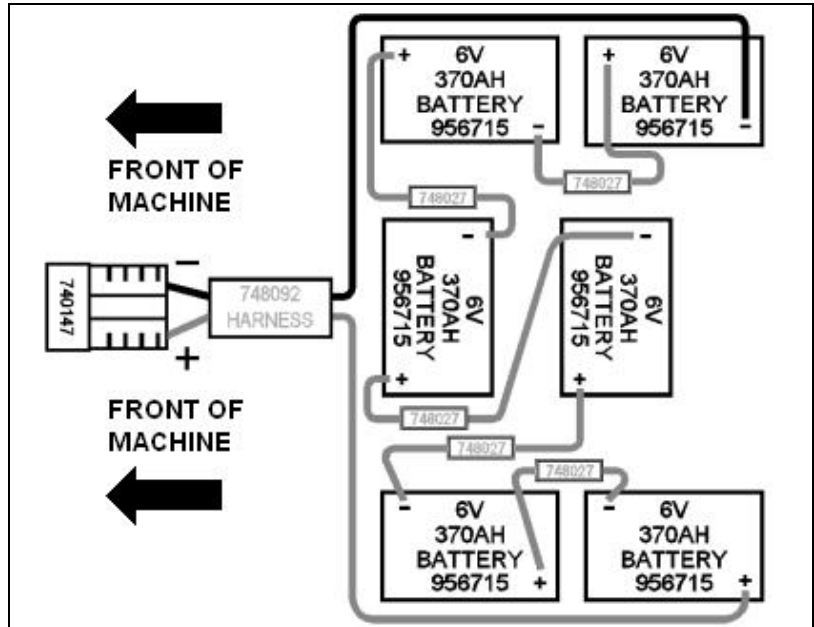 + 6V
370AH
BATTERY
956715 -
+ 6V
370AH
BATTERY
956715 -
748027
748027
FRONT OF
MACHINE
-
6V
370AH
BATTERY
956715
+
-
6V
370AH
BATTERY
956715
+
740147
-
+
748092
HARNESS
748027
748027
748027
FRONT OF
MACHINE
- 6V
370AH
BATTERY
956715 +
- 6V
370AH
BATTERY
956715 +